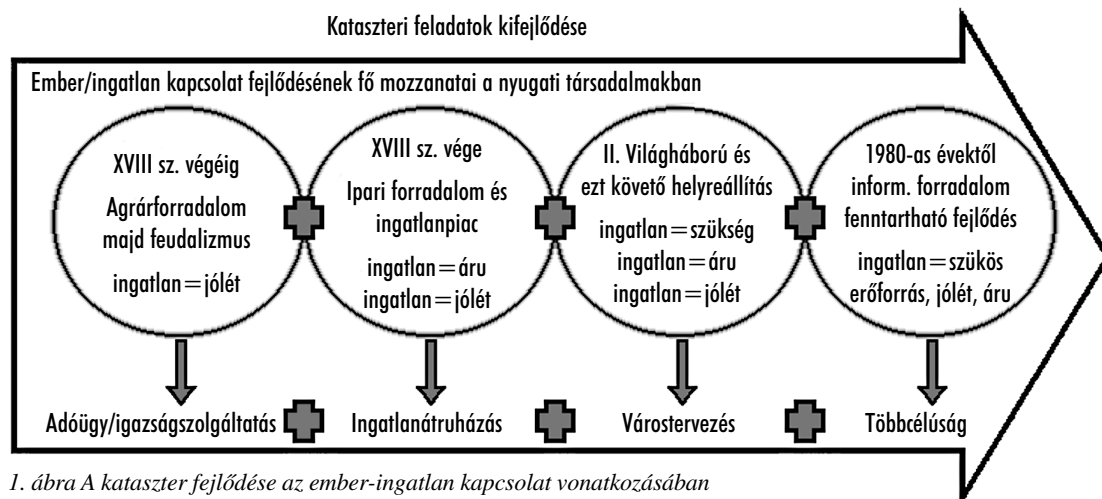 Kataszteri feladatok kifejlődése
Ember/ingatlan kapcsolat fejlődésének fő mozzanatai a nyugati társadalmakban
XVIII sz. végéig
Agrárforradalom
majd feudalizmus
ingatlan=jólét
XVIII sz. vége
Ipari forradalom és
ingatlanpiac
ingatlan=áru
ingatlan=jólét
II. Világháború és
ezt követő helyreállítás
ingatlan=szükség
ingatlan=áru
ingatlan=jólét
1980-as évektől
inform. forradalom
fenntartható fejlődés
ingatlan=szükös
erőforrás, jólét, áru
Adóügy/igazságszolgáltatás
Ingatlanátruházás
Várostervezés
Többcélúság
1. ábra A kataszter fejlődése az ember-ingatlan kapcsolat vonatkozásában